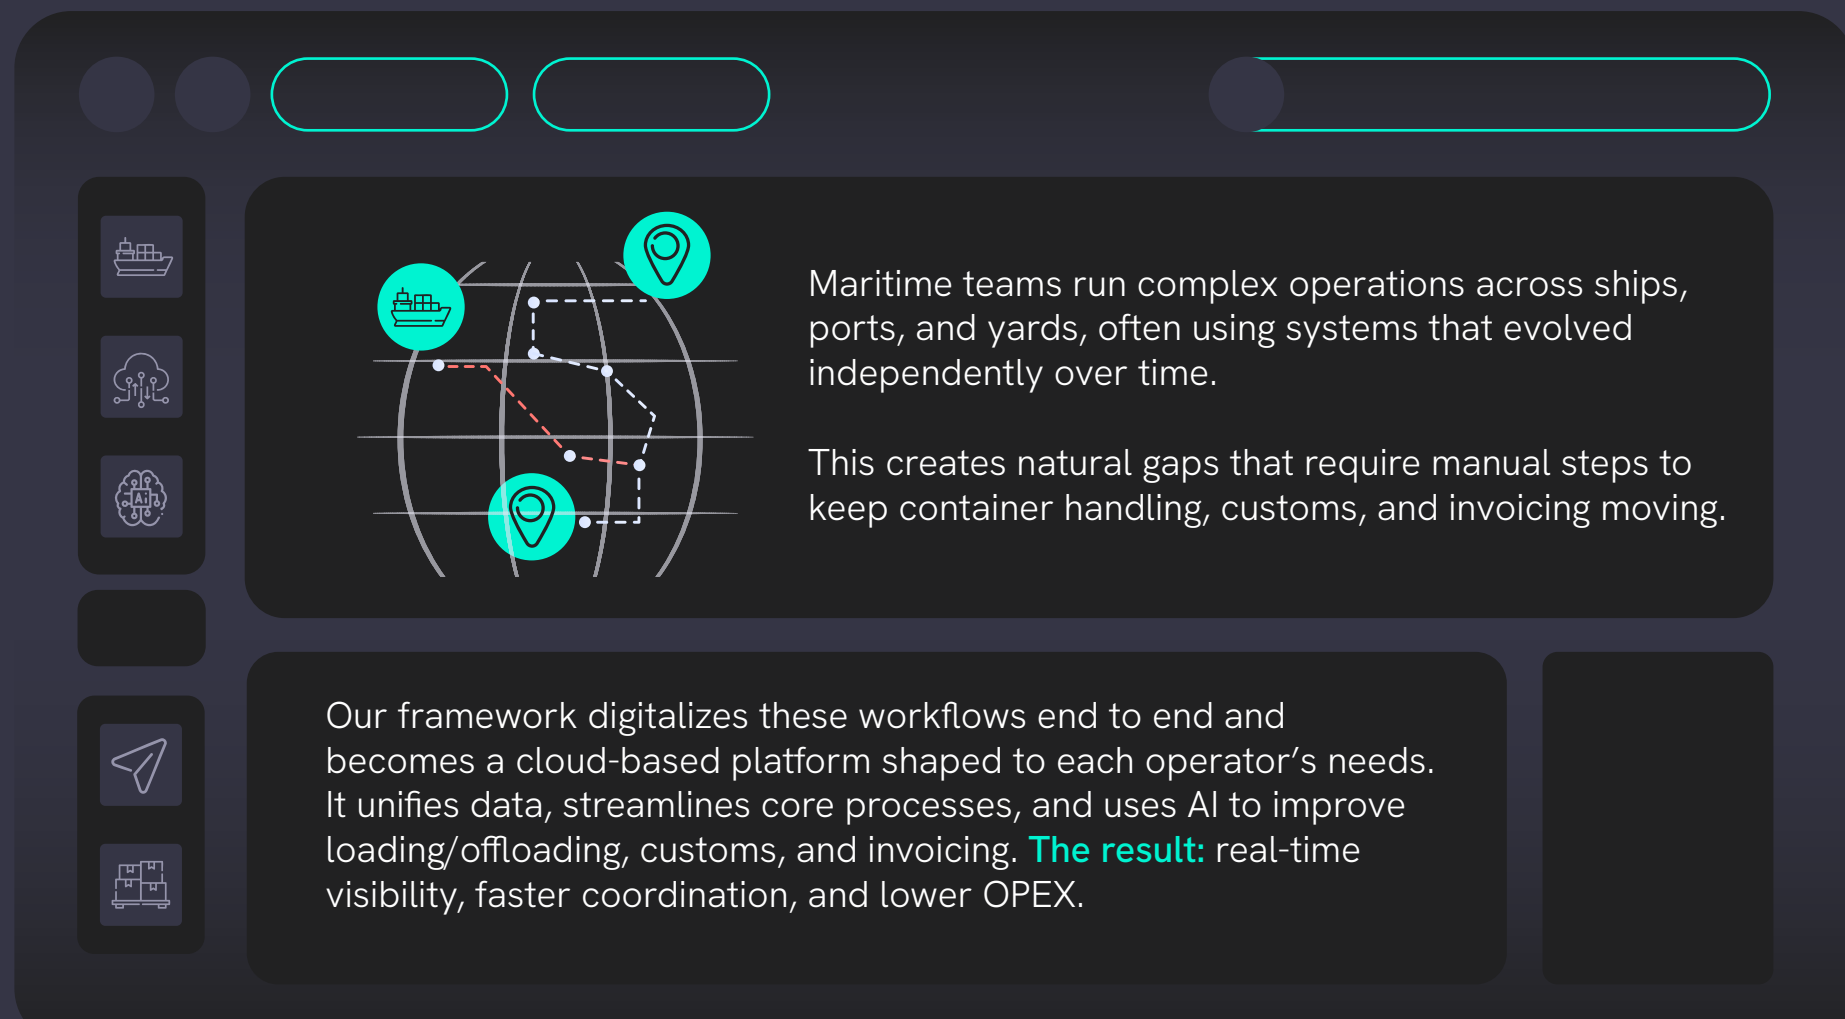 Maritime teams run complex operations across ships,
ports, and yards, often using systems that evolved
independently over time.
This creates natural gaps that require manual steps to
keep container handling, customs, and invoicing moving.
Ai
Our framework digitalizes these workflows end to end and
becomes a cloud-based platform shaped to each operator’s needs.
It unifies data, streamlines core processes, and uses AI to improve
loading/offloading, customs, and invoicing. The result: real-time
visibility, faster coordination, and lower OPEX.